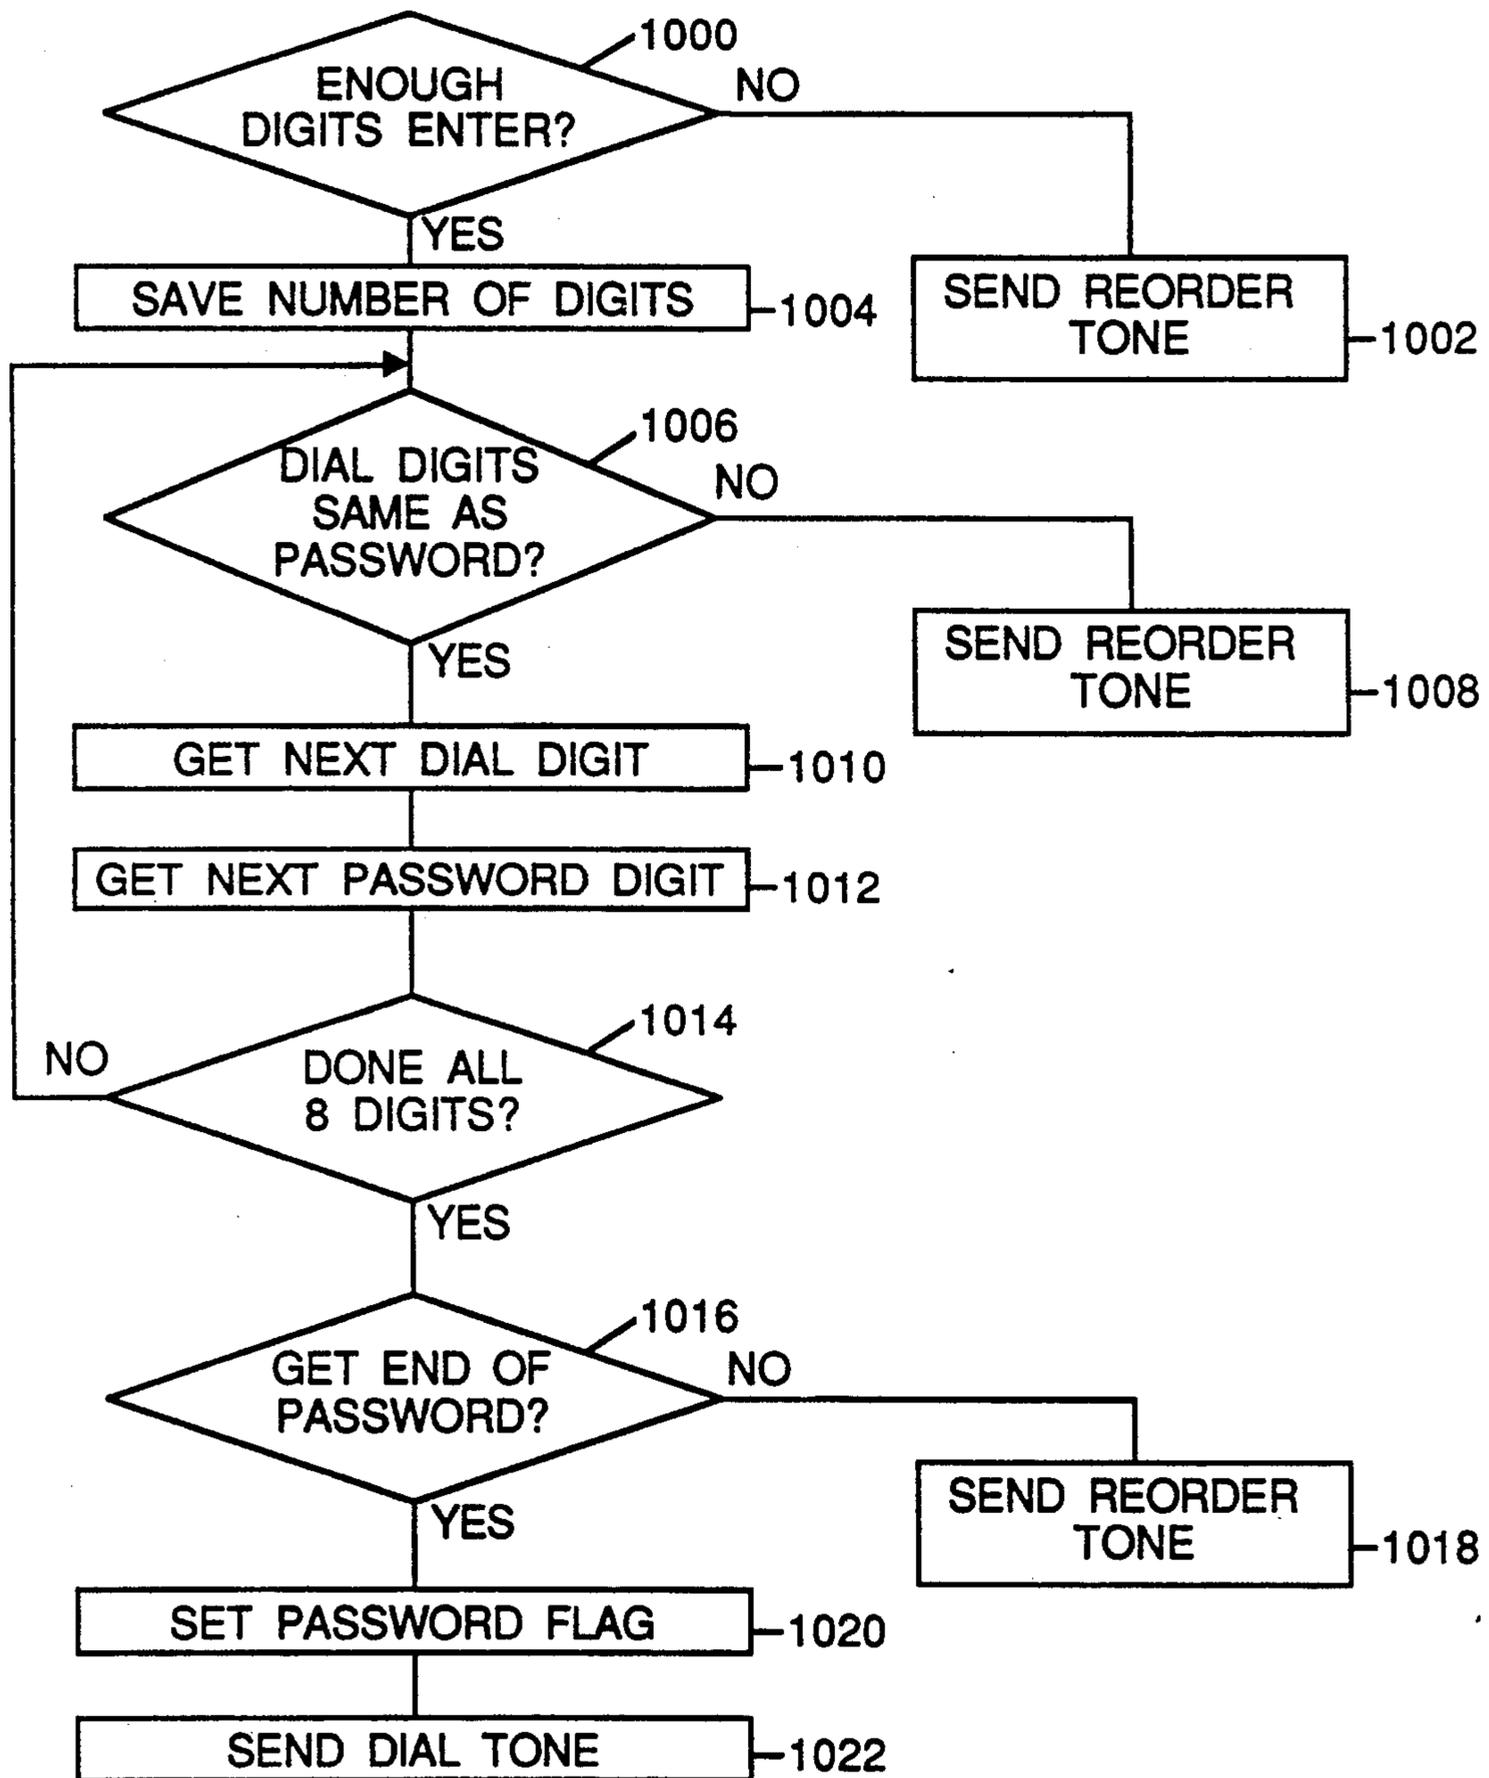 1000
ENOUGH
DIGITS ENTER?
NO
YES
SAVE NUMBER OF DIGITS
1004
SEND REORDER
TONE
1002
1006
DIAL DIGITS
SAME AS
PASSWORD?
NO
YES
SEND REORDER
TONE
1008
GET NEXT DIAL DIGIT
1010
GET NEXT PASSWORD DIGIT
1012
1014
NO
DONE ALL
8 DIGITS?
YES
1016
GET END OF
PASSWORD?
NO
YES
SEND REORDER
TONE
1018
SET PASSWORD FLAG
1020
SEND DIAL TONE
1022